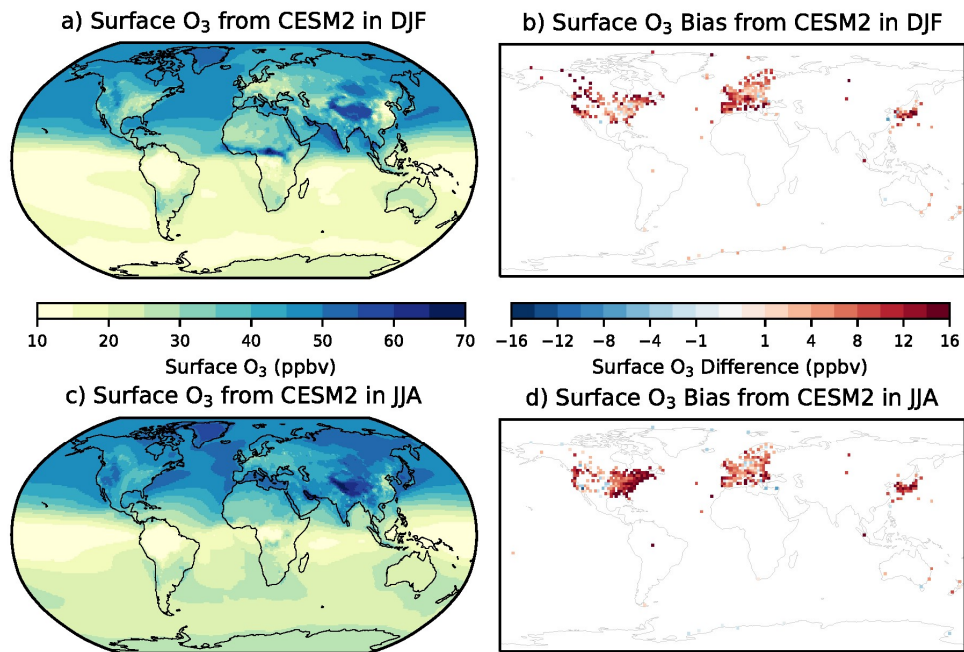 a) Surface O₃ from CESM2 in DJF
b) Surface O₃ Bias from CESM2 in DJF
10 20 30 40 50 60 70
Surface O₃ (ppbv)
-16 -12 -8 -4 -1 1 4 8 12 16
Surface O₃ Difference (ppbv)
c) Surface O₃ from CESM2 in JJA
d) Surface O₃ Bias from CESM2 in JJA